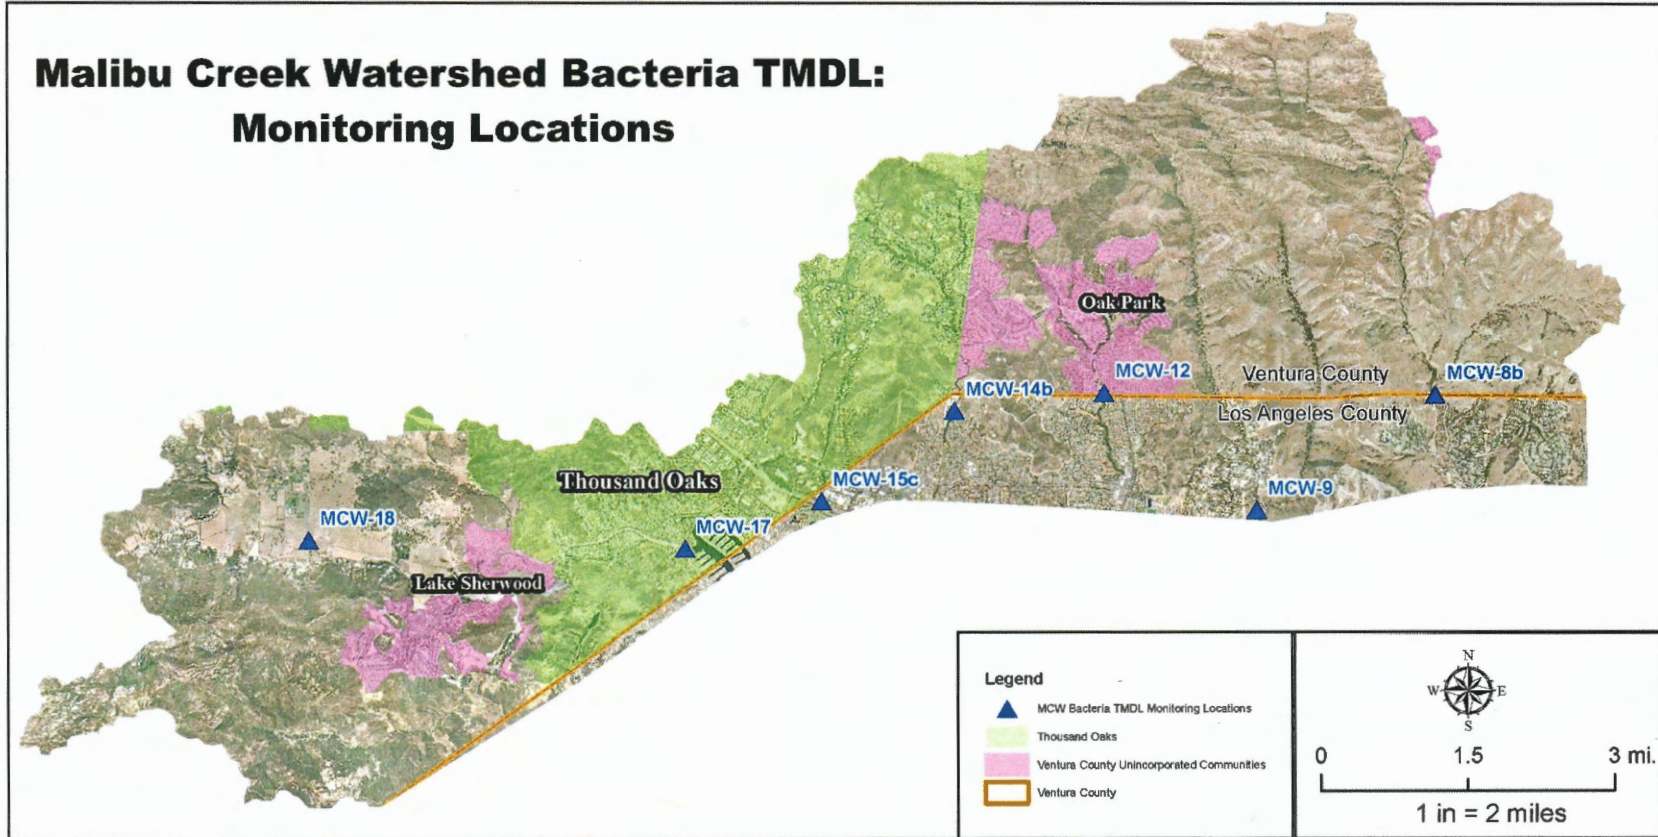 Malibu Creek Watershed Bacteria TMDL:
Monitoring Locations
Oak Park
MCW-12
Ventura County
MCW-8b
MCW-14b
Los Angeles County
Thousand Oaks
MCW-15c
MCW-9
MCW-18
MCW-17
Lake Sherwood
Legend
MCW Bacteria TMDL Monitoring Locations
Thousand Oaks
Ventura County Unincorporated Communities
Ventura County
N
W E
S
0 1.5 3 mi.
1 in = 2 miles